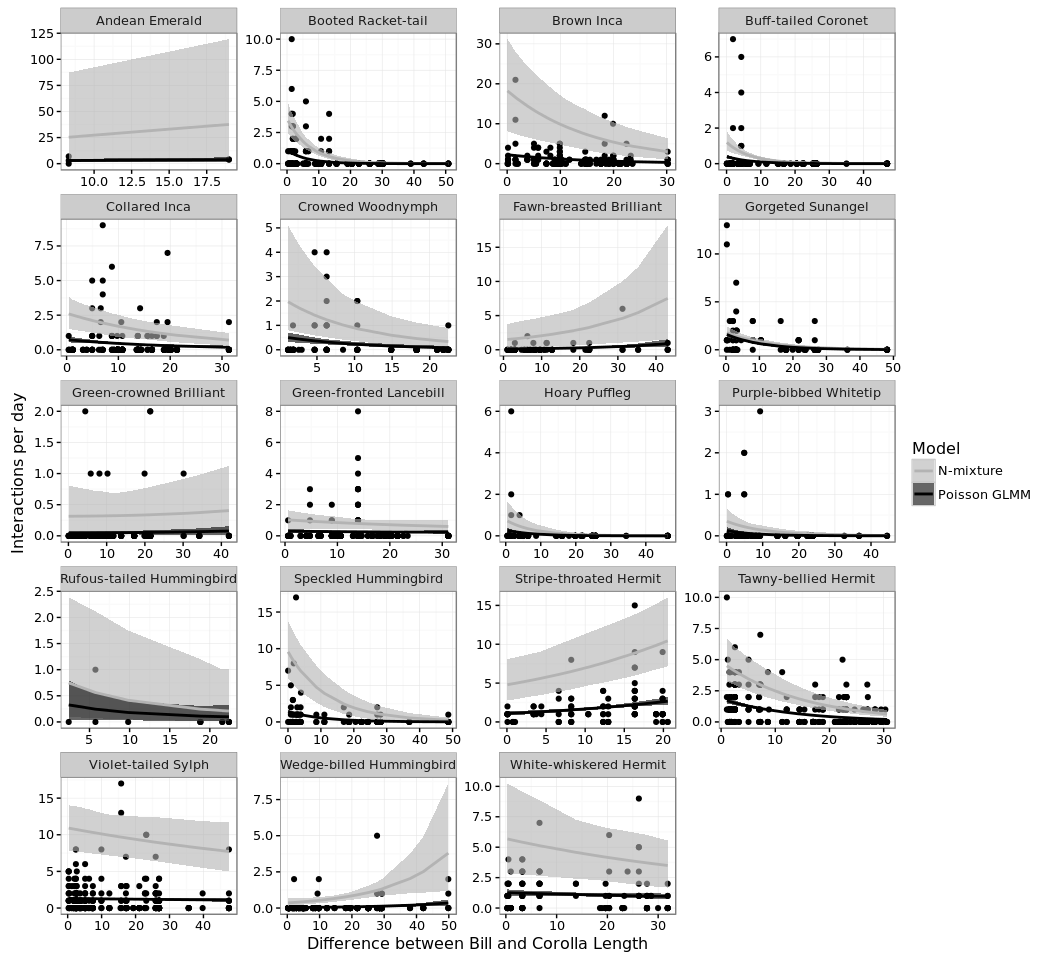 Andean Emerald
Booted Racket-tail
Brown Inca
Buff-tailed Coronet
125
100
75
50
25
0
10.0 12.5 15.0 17.5
10.0
7.5
5.0
2.5
0.0
0 10 20 30 40 50
30
20
10
0
0 10 20 30
6
4
2
0
0 10 20 30 40
Collared Inca
Crowned Woodnymph
Fawn-breasted Brilliant
Gorgeted Sunangel
7.5
5.0
2.5
0.0
0 10 20 30
5
4
3
2
1
0
5 10 15 20
15
10
5
0
0 10 20 30 40
10
5
0
0 10 20 30 40 50
Green-crowned Brilliant
Green-fronted Lancebill
Hoary Puffleg
Purple-bibbed Whitetip
2.0
1.5
1.0
0.5
0.0
0 10 20 30 40
8
6
4
2
0
0 10 20 30
6
4
2
0
0 10 20 30 40
3
2
1
0
0 10 20 30 40
Rufous-tailed Hummingbird
Speckled Hummingbird
Stripe-throated Hermit
Tawny-bellied Hermit
2.5
2.0
1.5
1.0
0.5
0.0
5 10 15 20
15
10
5
0
0 10 20 30 40 50
15
10
5
0
0 5 10 15 20
10.0
7.5
5.0
2.5
0.0
0 10 20 30
Violet-tailed Sylph
Wedge-billed Hummingbird
White-whiskered Hermit
15
10
5
0
0 10 20 30 40
7.5
5.0
2.5
0.0
0 10 20 30 40 50
10.0
7.5
5.0
2.5
0.0
0 10 20 30
Interactions per day
Difference between Bill and Corolla Length
Model
N-mixture
Poisson GLMM